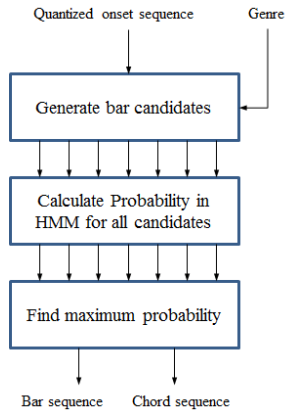 Quantized onset sequence
Genre
Generate bar candidates
Calculate Probability in
HMM for all candidates
Find maximum probability
Bar sequence
Chord sequence